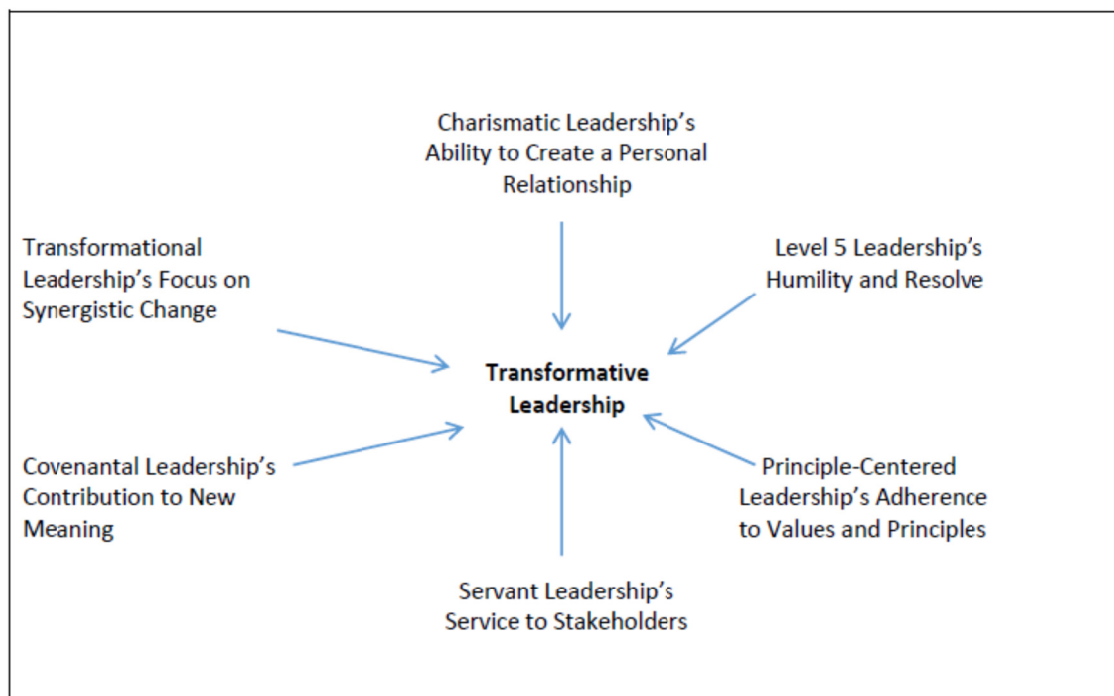 Charismatic Leadership’s
Ability to Create a Personal
Relationship
Transformational
Leadership’s Focus on
Synergistic Change
Level 5 Leadership’s
Humility and Resolve
Transformative
Leadership
Covenantal Leadership’s
Contribution to New
Meaning
Principle-Centered
Leadership’s Adherence
to Values and Principles
Servant Leadership’s
Service to Stakeholders